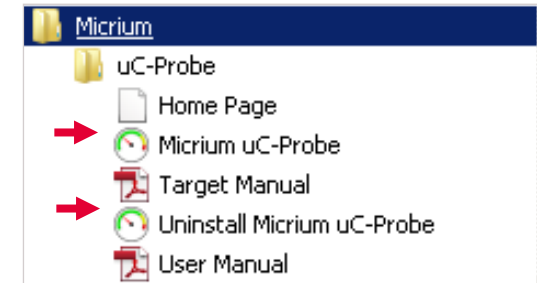 Micrium
uC-Probe
Home Page
Micrium uC-Probe
Target Manual
Uninstall Micrium uC-Probe
User Manual